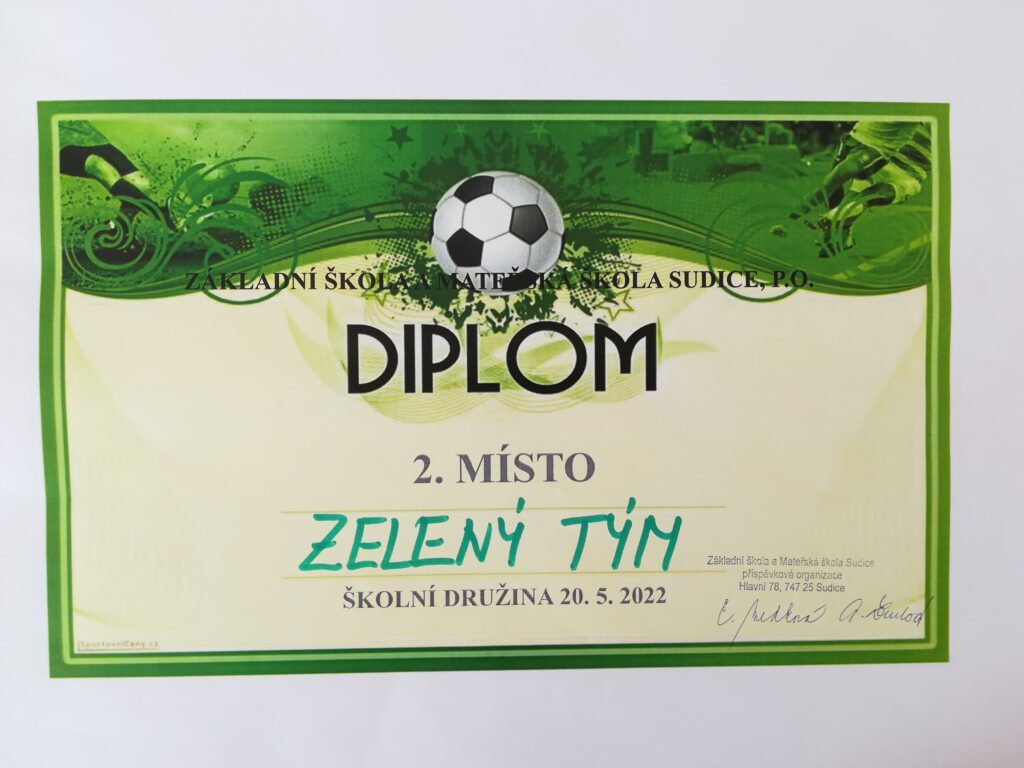 ZÁKLADNÍ ŠKOLA A MATEŘSKÁ ŠKOLA SUDICE, P.O.
DIPLOM
2. MÍSTO
ZELENÝ TÝM
ŠKOLNÍ DRUŽINA 20. 5. 2022
Základní škola a Mateřská škola Sudice
příspěvková organizace
Hlavní 76, 747 25 Sudice
SportovniCeny.cz